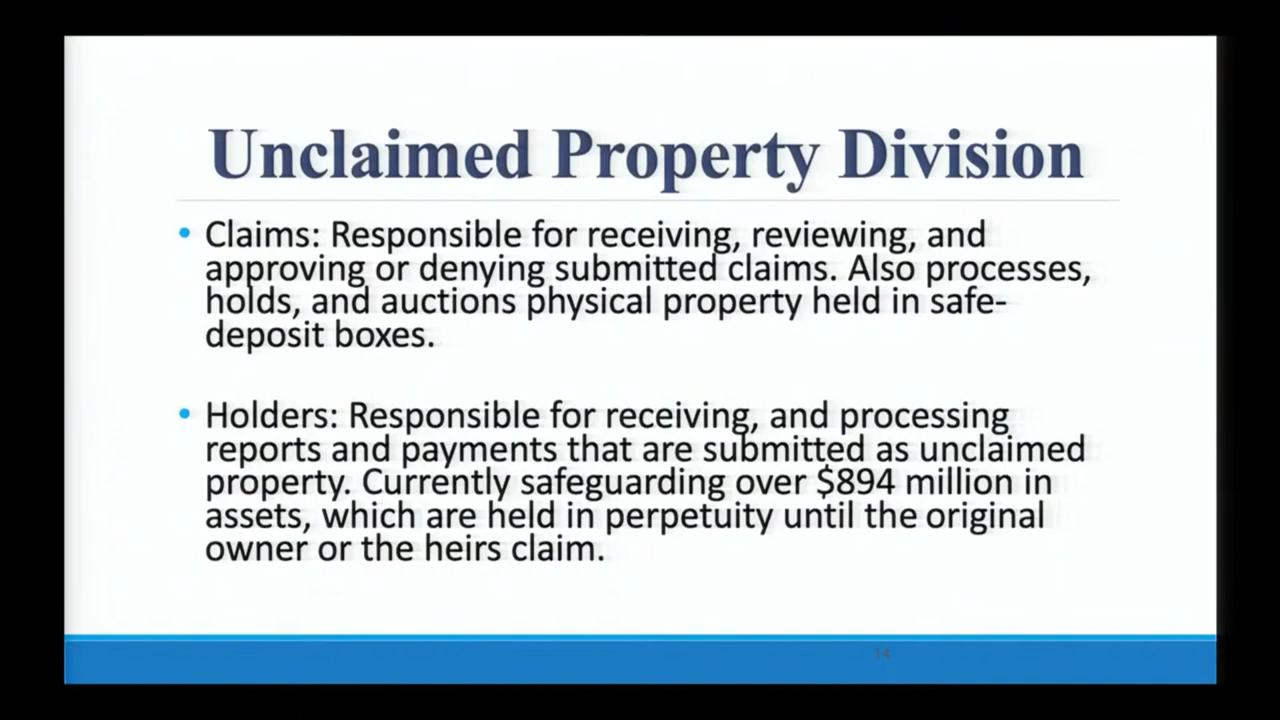 Unclaimed Property Division
• Claims: Responsible for receiving, reviewing, and
approving or denying submitted claims. Also processes,
holds, and auctions physical property held in safe-
deposit boxes.
• Holders: Responsible for receiving, and processing
reports and payments that are submitted as unclaimed
property. Currently safeguarding over $894 million in
assets, which are held in perpetuity until the original
owner or the heirs claim.
14